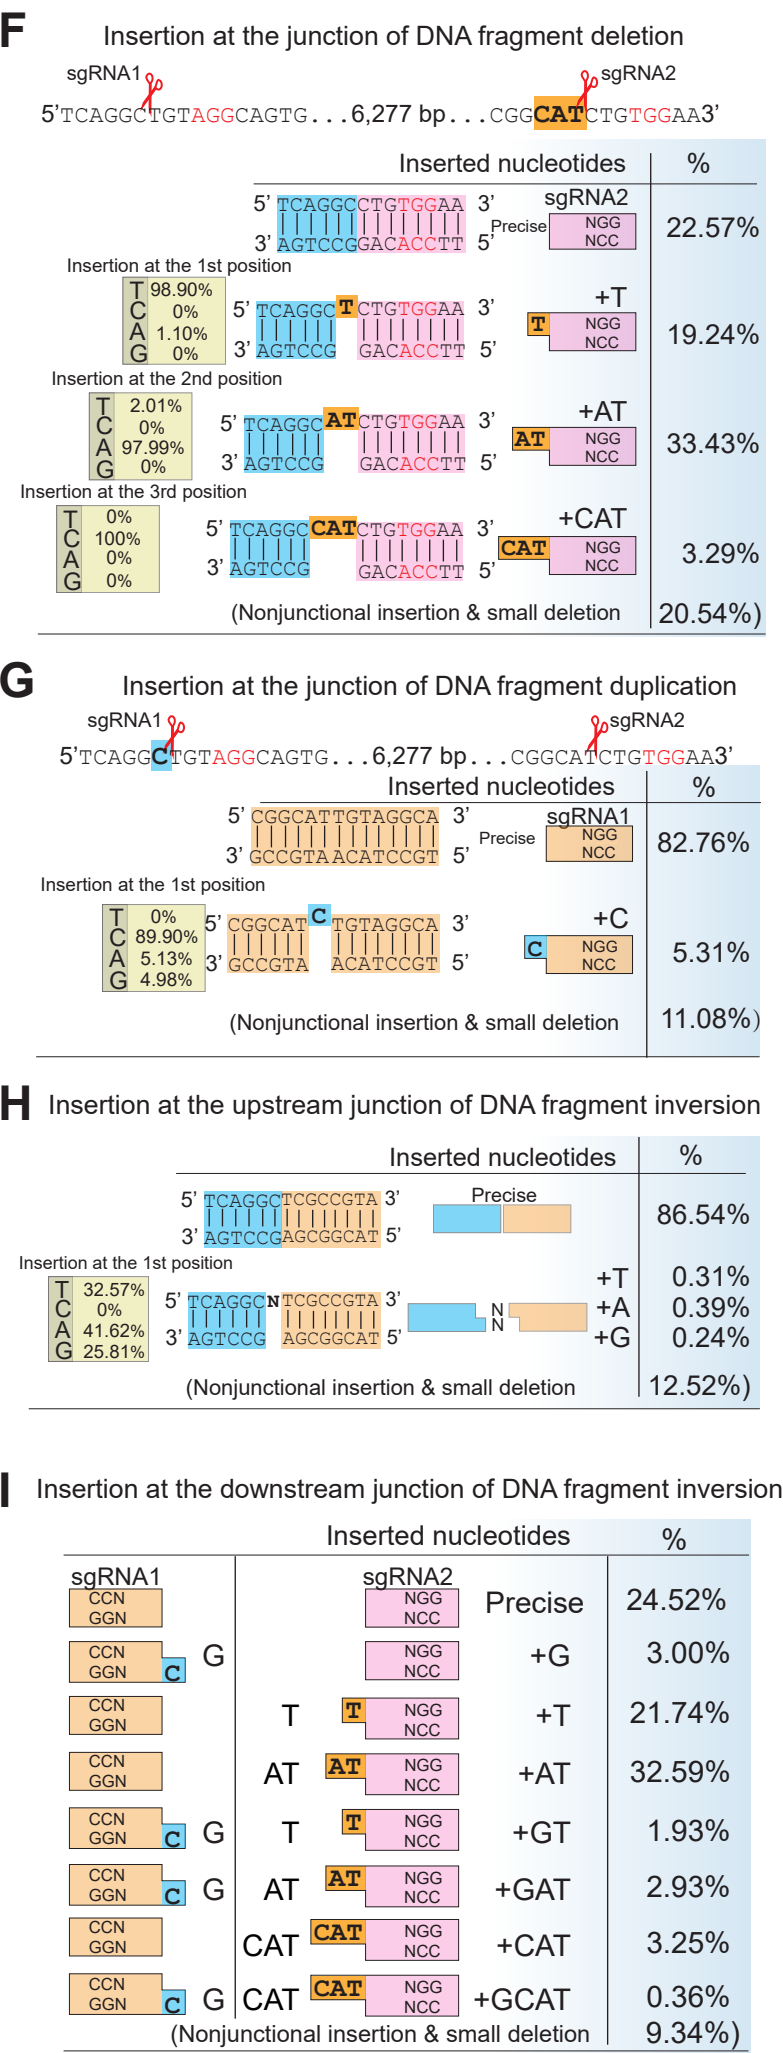 F Insertion at the junction of DNA fragment deletion
sgRNA1 sgRNA2
5'TCAGGCTGTAGGCAGTG...6,277 bp...CGGCATCTGTGGAA3'
Inserted nucleotides %
5' TCAGGCCTGTGGAA 3' sgRNA2
Precise NGG 22.57%
3' AGTCCGGACACCTT 5' NCC
Insertion at the 1st position
T 98.90% +T
C 0% 5' TCAGGC T CTGTGGAA 3' T NGG 19.24%
A 1.10% NCC
G 0% 3' AGTCCG GACACCTT 5'
Insertion at the 2nd position
T 2.01% +AT
C 0% 5' TCAGGC AT CTGTGGAA 3' AT NGG 33.43%
A 97.99% NCC
G 0% 3' AGTCCG GACACCTT 5'
Insertion at the 3rd position
T 0% +CAT
C 100% 5' TCAGGC CAT CTGTGGAA 3' CAT NGG 3.29%
A 0% NCC
G 0% 3' AGTCCG GACACCTT 5'
(Nonjunctional insertion & small deletion 20.54%)
G Insertion at the junction of DNA fragment duplication
sgRNA1 sgRNA2
5'TCAGGCTGTAGGCAGTG...6,277 bp...CGGCATCTGTGGAA3'
Inserted nucleotides %
5' CGGCATTGTAGGCA 3' sgRNA1
Precise NGG 82.76%
3' GCCGTAACATCCGT 5' NCC
Insertion at the 1st position
T 0% 5' CGGCAT C TGTAGGCA 3' +C
C 89.90% C NGG 5.31%
A 5.13% NCC
G 4.98% 3' GCCGTA ACATCCGT 5'
(Nonjunctional insertion & small deletion 11.08%)
H Insertion at the upstream junction of DNA fragment inversion
Inserted nucleotides %
5' TCAGGCTCGCCGTA 3' Precise
86.54%
3' AGTCCGAGCGGCAT 5'
Insertion at the 1st position
T 32.57% +T 0.31%
C 0% 5' TCAGGC N TCGCCGTA 3' N +A 0.39%
A 41.62% N
G 25.81% 3' AGTCCG AGCGGCAT 5' +G 0.24%
(Nonjunctional insertion & small deletion 12.52%)
I Insertion at the downstream junction of DNA fragment inversion
Inserted nucleotides %
sgRNA1 sgRNA2
CCN NGG Precise 24.52%
GGN NCC
CCN G NGG +G 3.00%
GGN C NCC
CCN T T NGG +T 21.74%
GGN NCC
CCN AT AT NGG +AT 32.59%
GGN NCC
CCN G T T NGG +GT 1.93%
GGN C NCC
CCN G AT AT NGG +GAT 2.93%
GGN C NCC
CCN CAT CAT NGG +CAT 3.25%
GGN NCC
CCN G CAT CAT NGG +GCAT 0.36%
GGN C NCC
(Nonjunctional insertion & small deletion 9.34%)